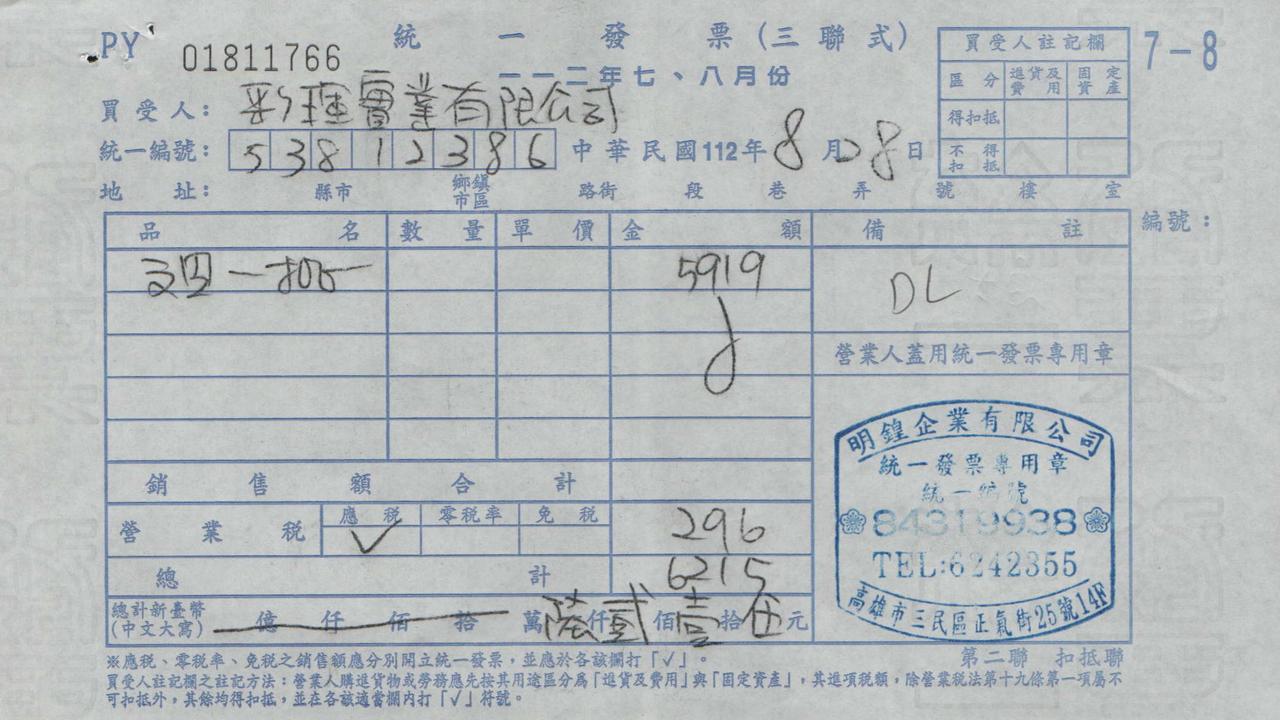 PY 01811766 統一發票(三聯式) 7-8
一一二年七、八月份
買受人註記欄
區分 進貨及費用 固定資產
得扣抵
不得扣抵
買受人: 彩 實業有限公司
統一編號: 53812386 中華民國112年8月28日
地址: 縣市 鄉鎮市區 路街 段 巷 弄 號 樓 室
品名 數量 單價 金額 備註 編號:
一批 5919 DL
營業人蓋用統一發票專用章
明鍠企業有限公司
統一發票專用章
統一編號
84319938
TEL:6242355
高雄市三民區正氣街25號14F
銷售額合計
營業稅 應稅 ✓ 零稅率 免稅 296
總計 6215
總計新臺幣(中文大寫) 億仟佰拾萬陸仟貳佰壹拾伍元
第二聯 扣抵聯
※應稅、零稅率、免稅之銷售額應分別開立統一發票,並應於各該欄打「✓」。
買受人註記欄之註記方法:營業人購進貨物或勞務應先按其用途區分為「進貨及費用」與「固定資產」,其進項稅額,除營業稅法第十九條第一項屬不
可扣抵外,其餘均得扣抵,並在各該適當欄內打「✓」符號。